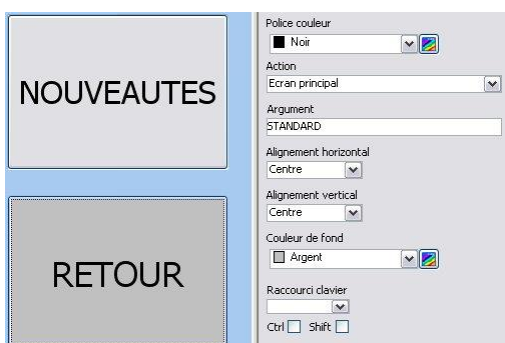 NOUVEAUTES
RETOUR
Police couleur
Noir
Action
Ecran principal
Argument
STANDARD
Alignement horizontal
Centre
Alignement vertical
Centre
Couleur de fond
Argent
Raccourci clavier
Ctrl Shift